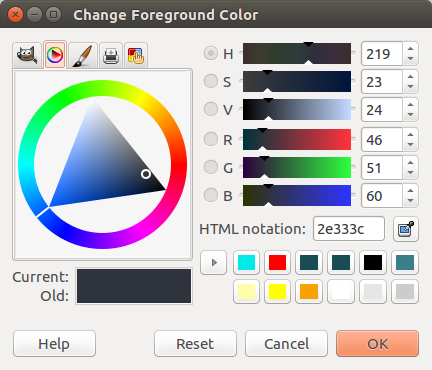 Change Foreground Color
H 219
S 23
V 24
R 46
G 51
B 60
HTML notation: 2e333c
Current:
Old:
Help Reset Cancel OK